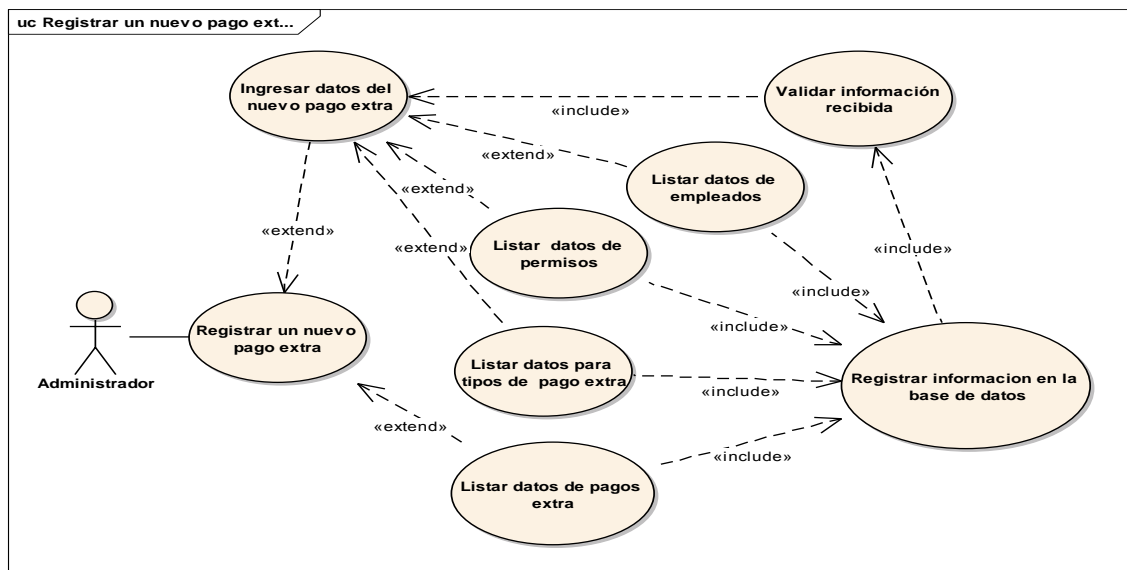 uc Registrar un nuevo pago ext...
Ingresar datos del
nuevo pago extra
Validar información
recibida
«include»
«extend»
Listar datos de
empleados
«extend»
«extend»
«extend»
Listar datos de
permisos
«include»
«include»
«include»
Registrar un nuevo
pago extra
Administrador
Listar datos para
tipos de pago extra
«include»
Registrar informacion en la
base de datos
«extend»
«include»
Listar datos de pagos
extra